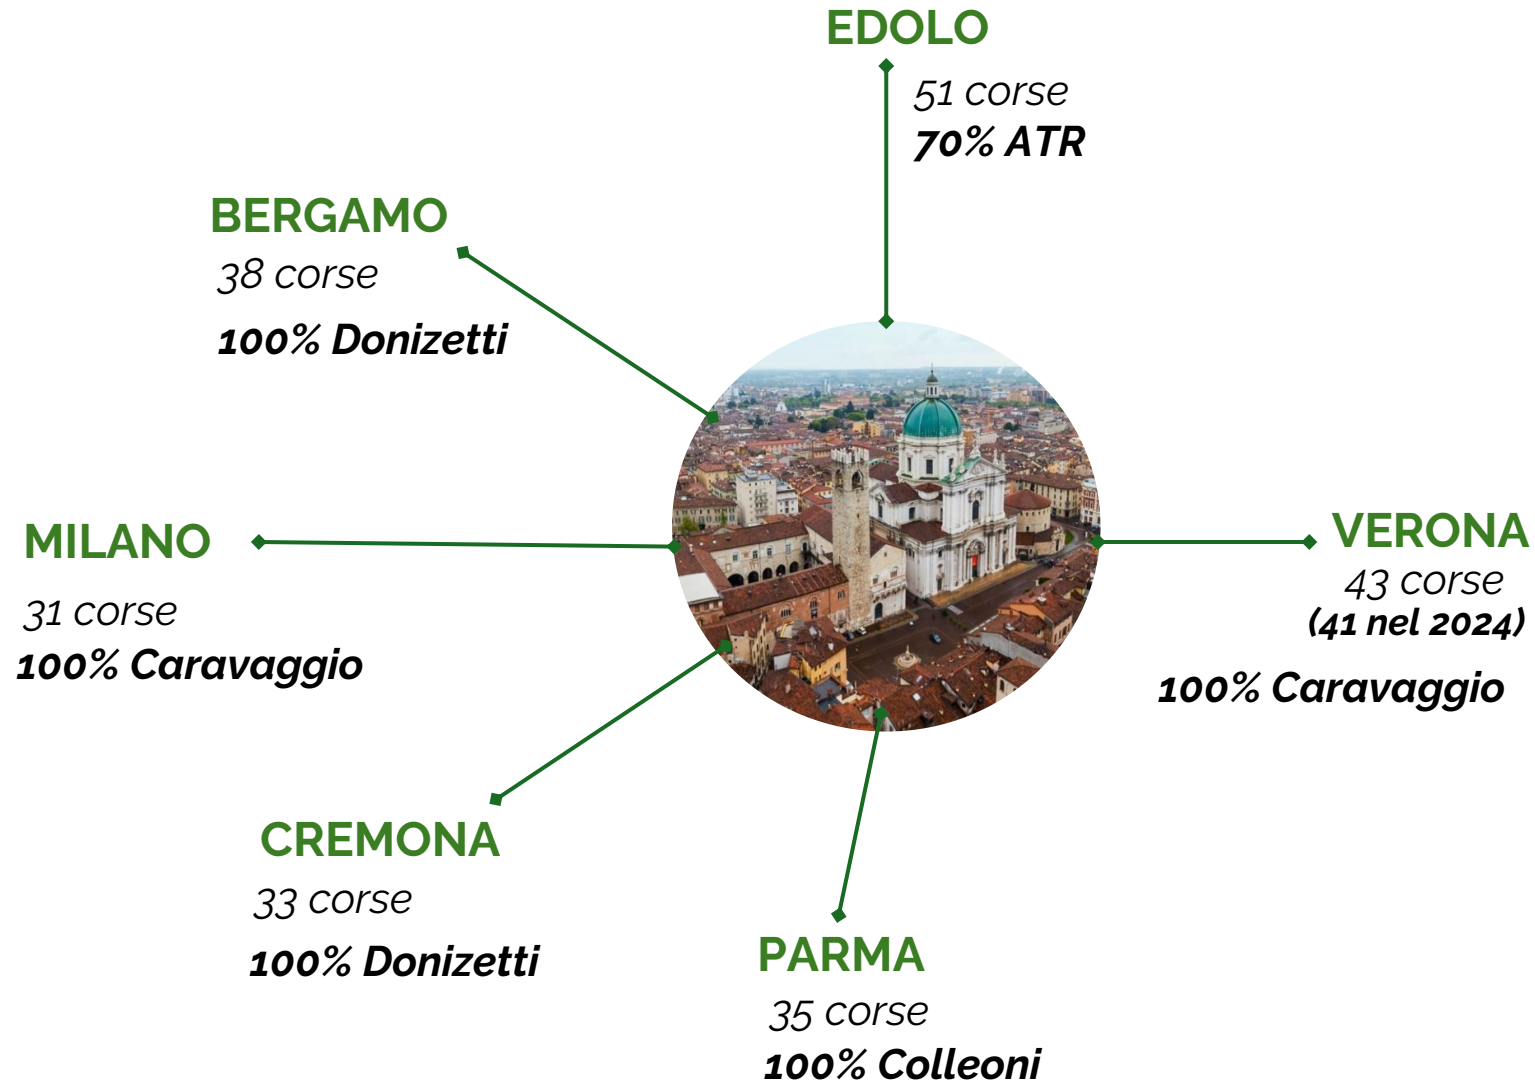 EDOLO
51 corse
70% ATR
BERGAMO
38 corse
100% Donizetti
MILANO
31 corse
100% Caravaggio
VERONA
43 corse
(41 nel 2024)
100% Caravaggio
CREMONA
33 corse
100% Donizetti
PARMA
35 corse
100% Colleoni